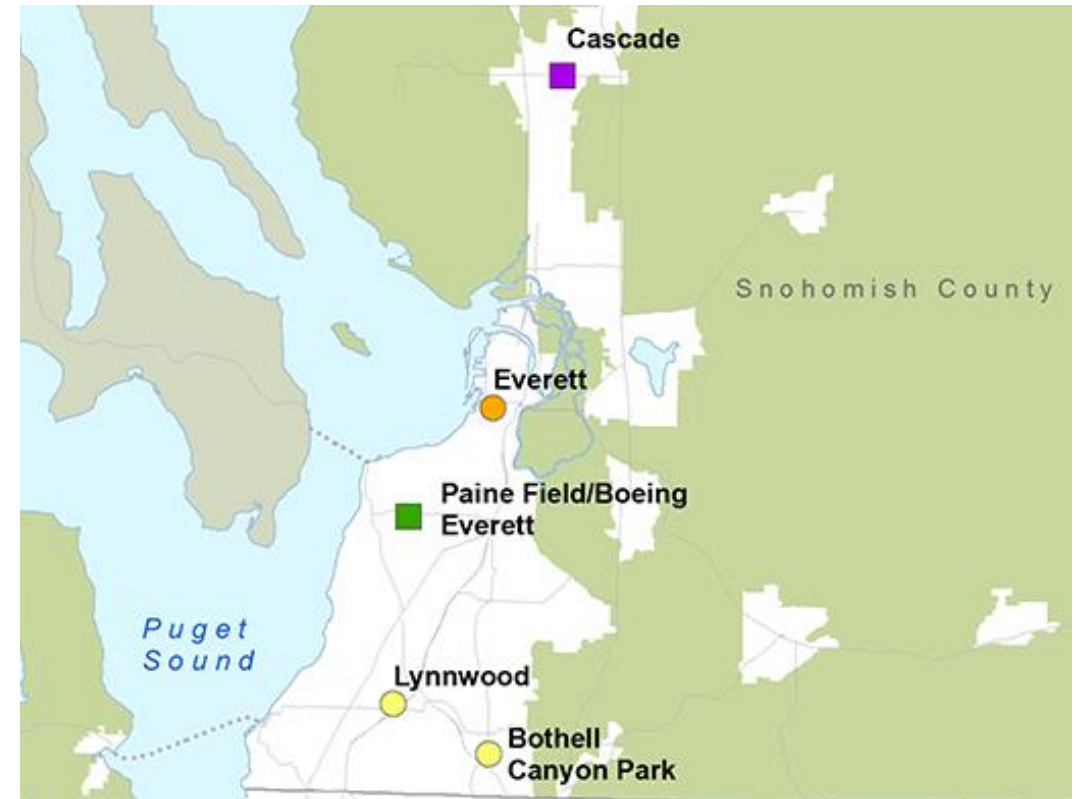 Cascade
Snohomish County
Everett
Paine Field/Boeing
Everett
Puget
Sound
Lynnwood
Bothell
Canyon Park